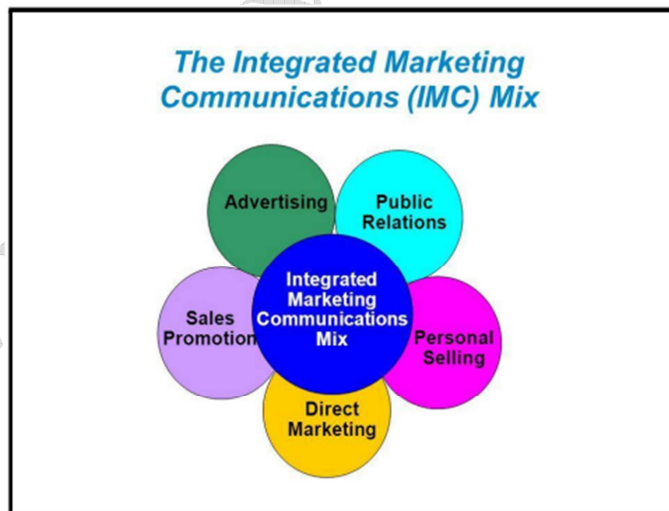 The Integrated Marketing
Communications (IMC) Mix
Advertising
Public
Relations
Integrated
Marketing
Communications
Mix
Sales
Promotion
Personal
Selling
Direct
Marketing